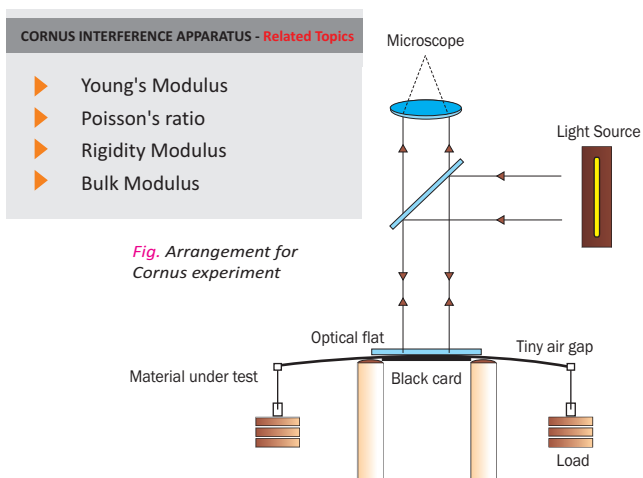 CORNUS INTERFERENCE APPARATUS - Related Topics
Young's Modulus
Poisson's ratio
Rigidity Modulus
Bulk Modulus
Microscope
Light Source
Fig. Arrangement for
Cornus experiment
Optical flat
Tiny air gap
Material under test
Black card
Load